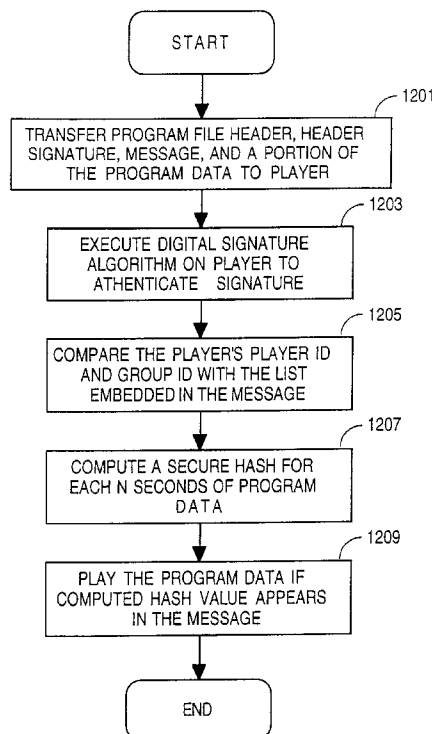 START
1201
TRANSFER PROGRAM FILE HEADER, HEADER
SIGNATURE, MESSAGE, AND A PORTION OF
THE PROGRAM DATA TO PLAYER
1203
EXECUTE DIGITAL SIGNATURE
ALGORITHM ON PLAYER TO
ATHENTICATE SIGNATURE
1205
COMPARE THE PLAYER'S PLAYER ID
AND GROUP ID WITH THE LIST
EMBEDDED IN THE MESSAGE
1207
COMPUTE A SECURE HASH FOR
EACH N SECONDS OF PROGRAM
DATA
1209
PLAY THE PROGRAM DATA IF
COMPUTED HASH VALUE APPEARS
IN THE MESSAGE
END